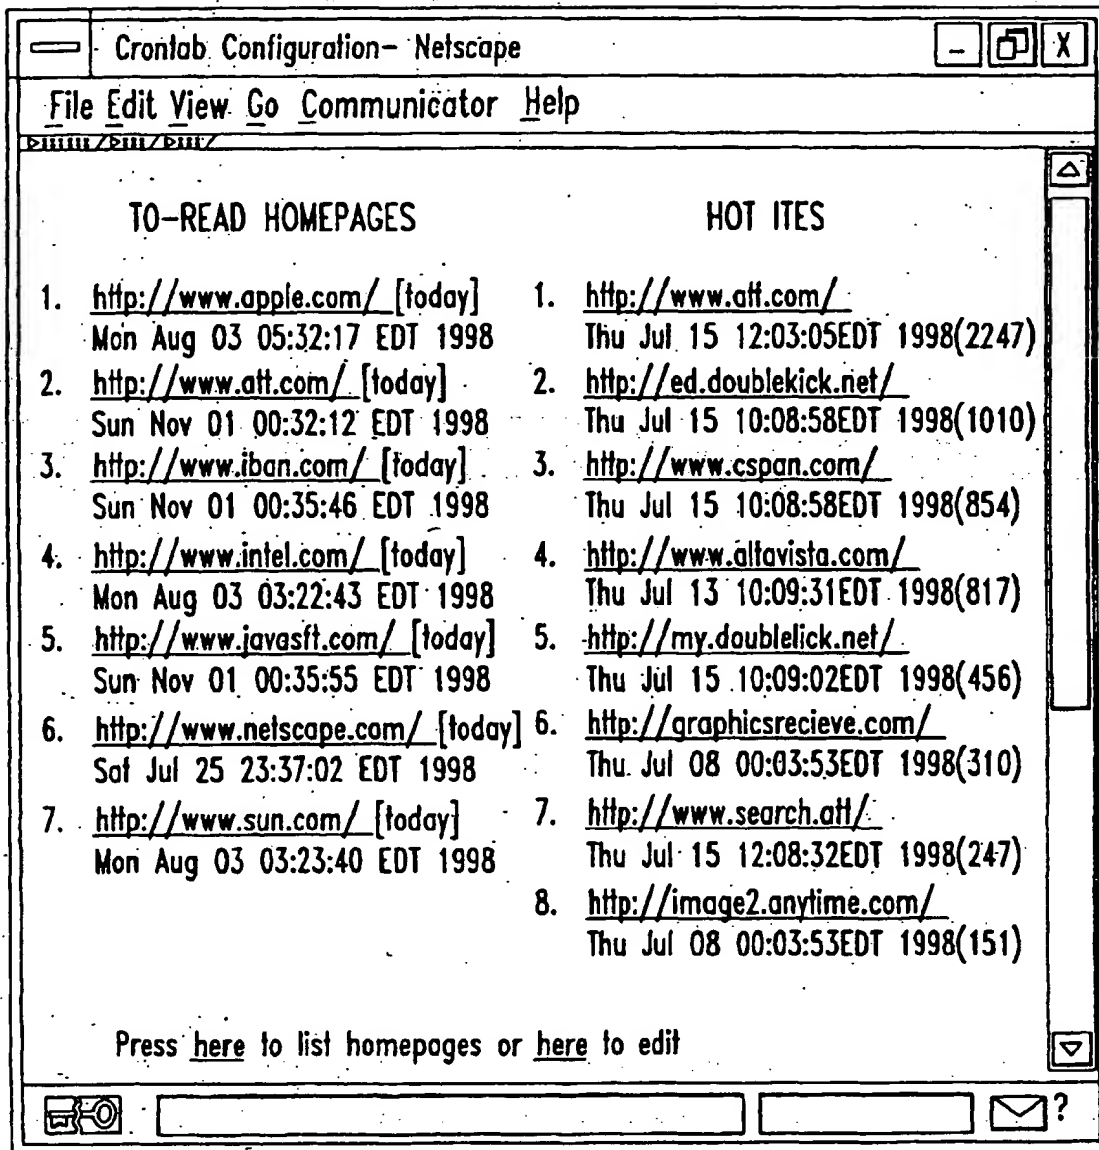 Crontab Configuration- Netscape
- X
File Edit View Go Communicator Help
TO-READ HOMEPAGES
1. http://www.apple.com/ [today]
Mon Aug 03 05:32:17 EDT 1998
2. http://www.att.com/ [today]
Sun Nov 01 00:32:12 EDT 1998
3. http://www.iban.com/ [today]
Sun Nov 01 00:35:46 EDT 1998
4. http://www.intel.com/ [today]
Mon Aug 03 03:22:43 EDT 1998
5. http://www.javasft.com/ [today]
Sun Nov 01 00:35:55 EDT 1998
6. http://www.netscape.com/ [today]
Sat Jul 25 23:37:02 EDT 1998
7. http://www.sun.com/ [today]
Mon Aug 03 03:23:40 EDT 1998
HOT ITES
1. http://www.att.com/
Thu Jul 15 12:03:05EDT 1998(2247)
2. http://ed.doublekick.net/
Thu Jul 15 10:08:58EDT 1998(1010)
3. http://www.cspan.com/
Thu Jul 15 10:08:58EDT 1998(854)
4. http://www.altavista.com/
Thu Jul 13 10:09:31EDT 1998(817)
5. http://my.doublelick.net/
Thu Jul 15 10:09:02EDT 1998(456)
6. http://graphicsrecieve.com/
Thu Jul 08 00:03:53EDT 1998(310)
7. http://www.search.att/
Thu Jul 15 12:08:32EDT 1998(247)
8. http://image2.anytime.com/
Thu Jul 08 00:03:53EDT 1998(151)
Press here to list homepages or here to edit
?